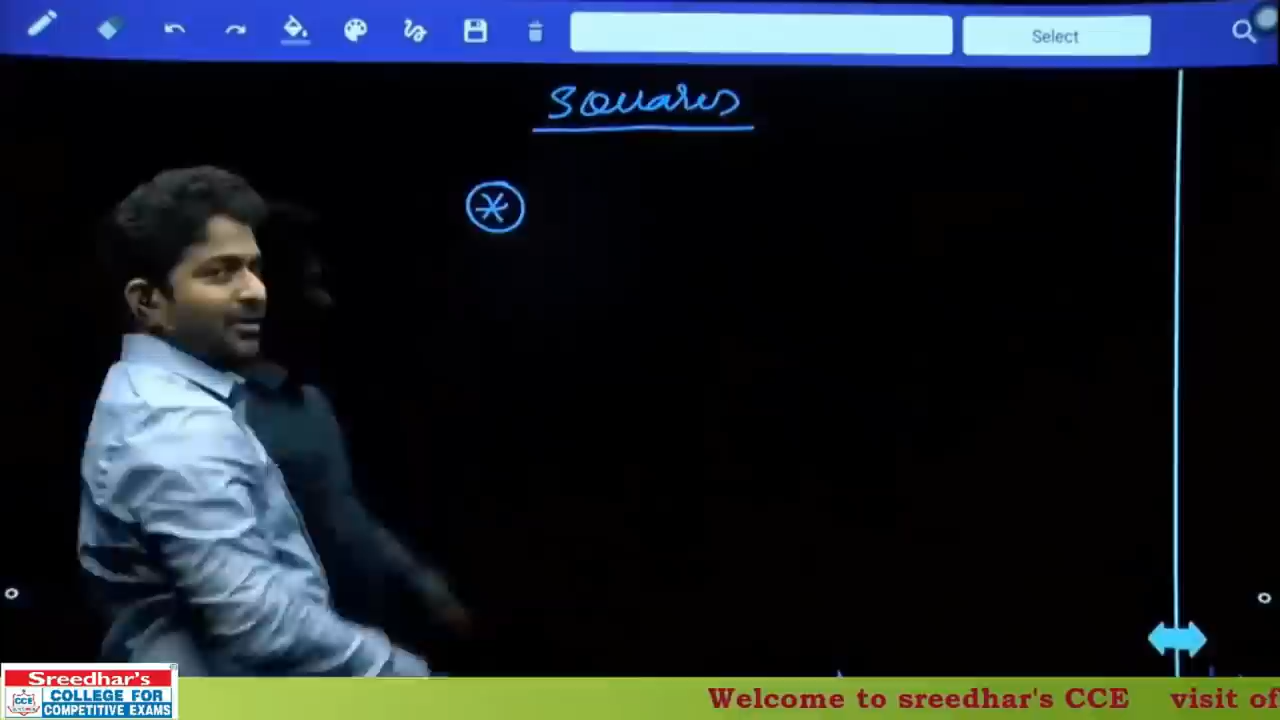 Select
Squares
*
Sreedhar's
CCE
COLLEGE FOR
COMPETITIVE EXAMS
Welcome to sreedhar's CCE visit of